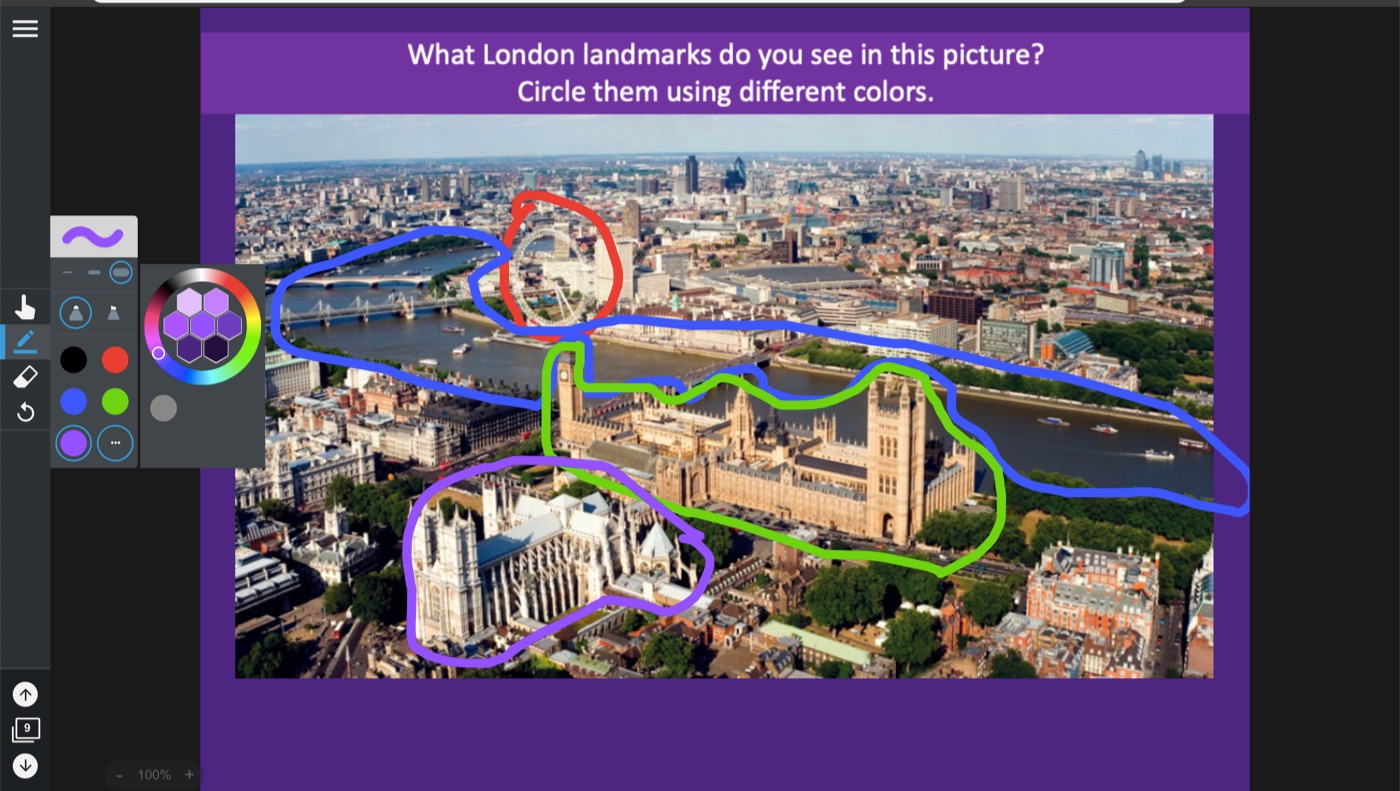 What London landmarks do you see in this picture?
Circle them using different colors.
9
- 100% +